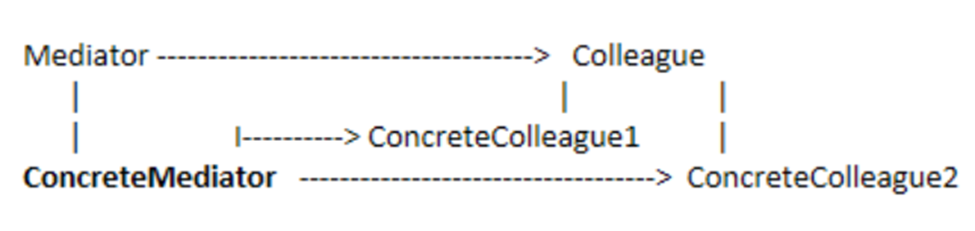 Mediator ------------------------------------> Colleague
| | |
| I----------> ConcreteColleague1 |
ConcreteMediator ----------------------------------> ConcreteColleague2